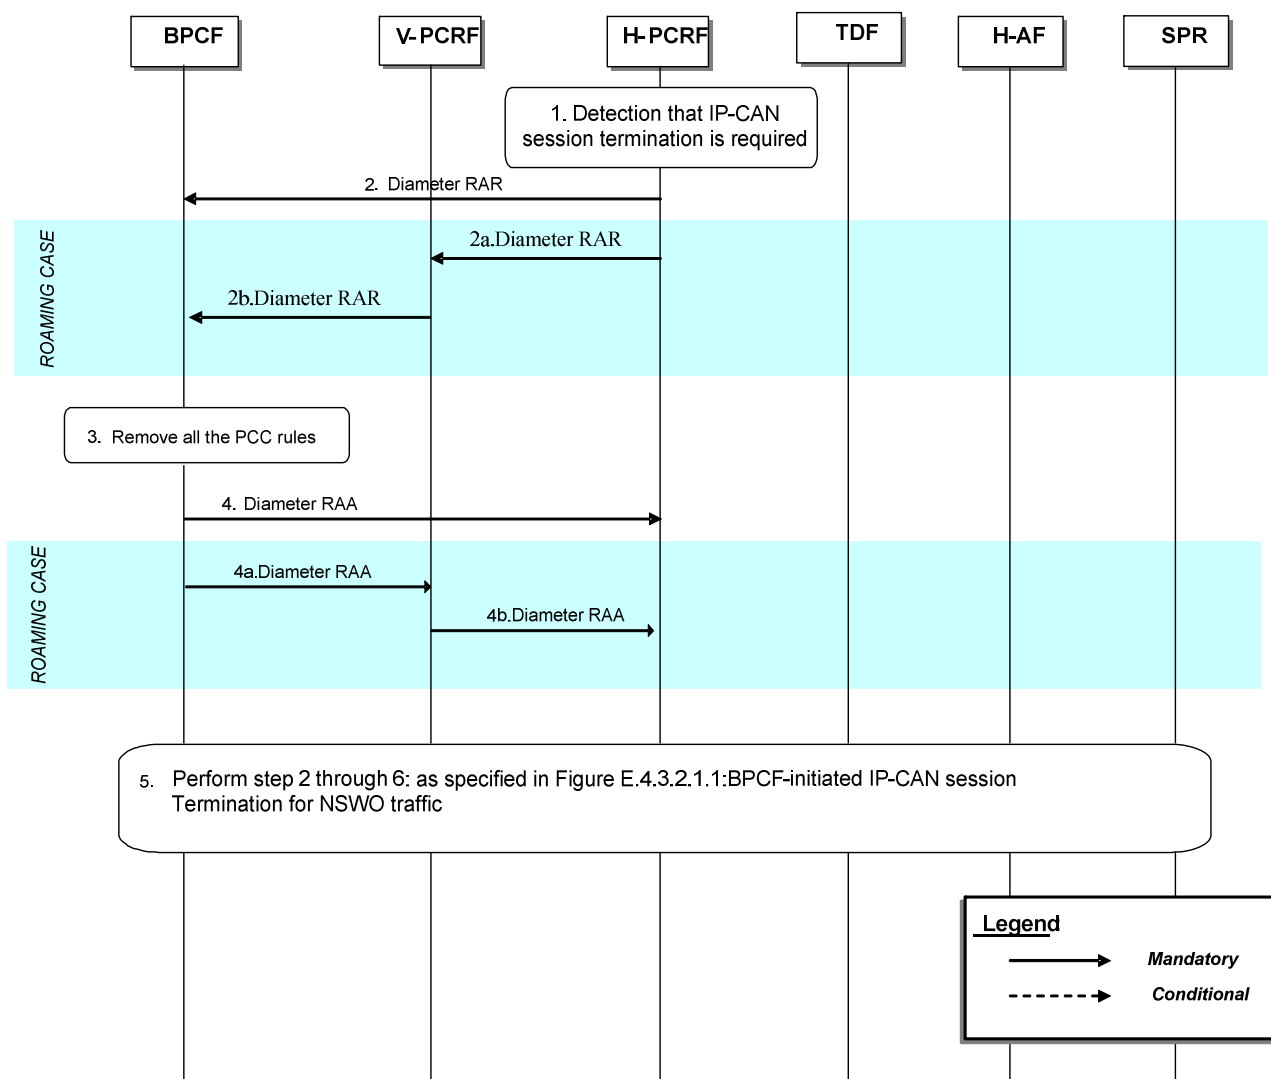 BPCF
V-PCRF
H-PCRF
TDF
H-AF
SPR
1. Detection that IP-CAN
session termination is required
2. Diameter RAR
ROAMING CASE
2a.Diameter RAR
2b.Diameter RAR
3. Remove all the PCC rules
4. Diameter RAA
ROAMING CASE
4a.Diameter RAA
4b.Diameter RAA
5. Perform step 2 through 6: as specified in Figure E.4.3.2.1.1:BPCF-initiated IP-CAN session
Termination for NSWO traffic
Legend
Mandatory
Conditional